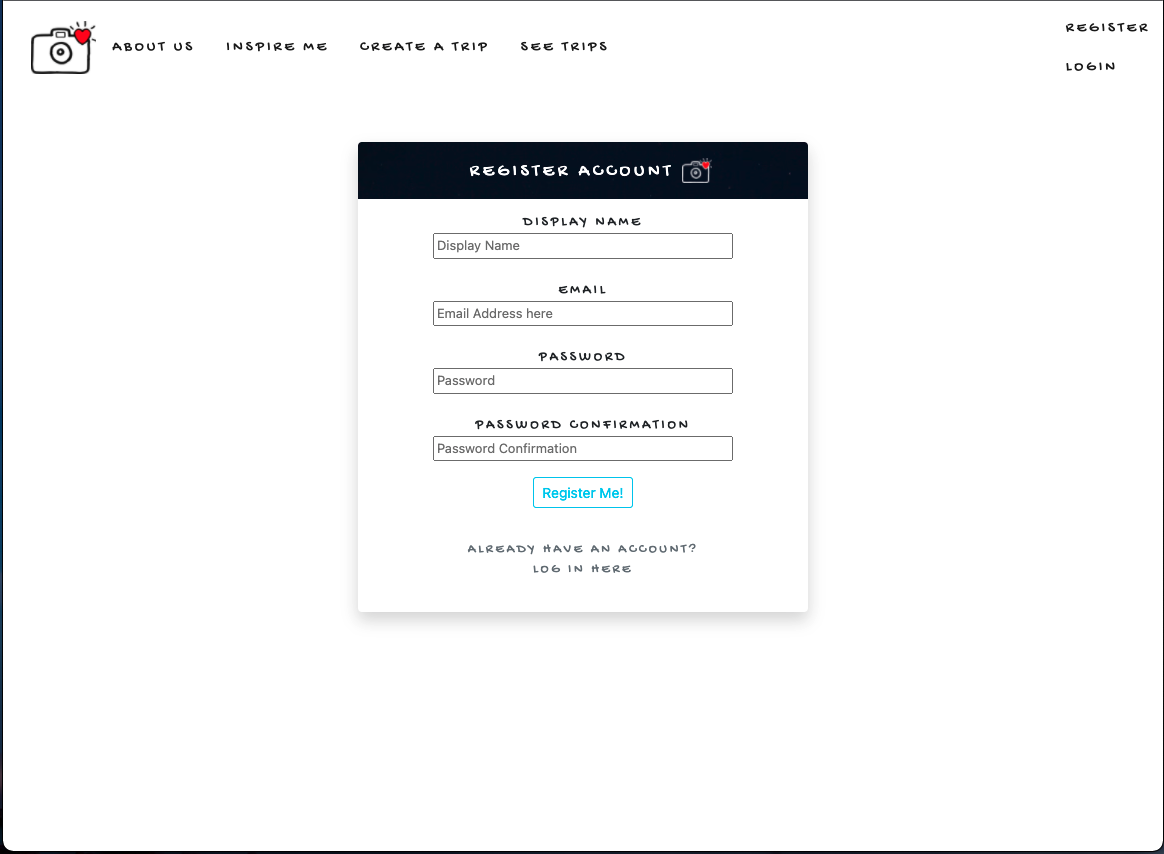 ABOUT US INSPIRE ME CREATE A TRIP SEE TRIPS
REGISTER
LOGIN
REGISTER ACCOUNT
DISPLAY NAME
Display Name
EMAIL
Email Address here
PASSWORD
Password
PASSWORD CONFIRMATION
Password Confirmation
Register Me!
ALREADY HAVE AN ACCOUNT?
LOG IN HERE